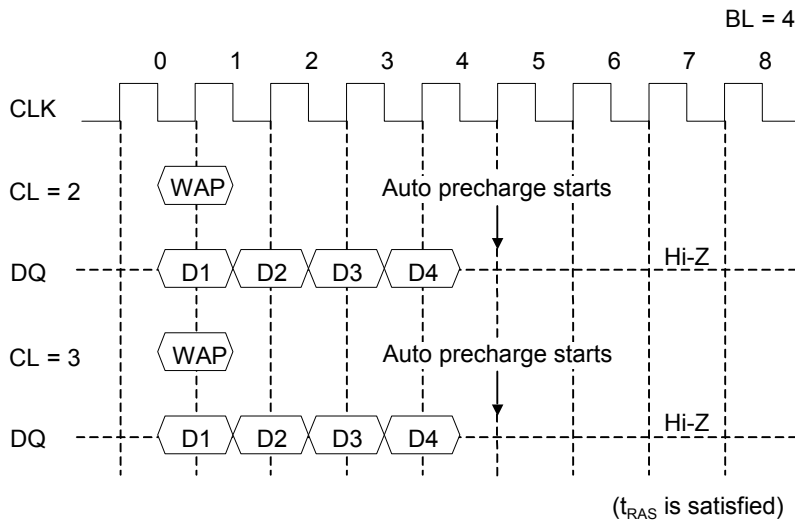 BL = 4
0 1 2 3 4 5 6 7 8
CLK
CL = 2 WAP Auto precharge starts
DQ D1 D2 D3 D4 Hi-Z
CL = 3 WAP Auto precharge starts
DQ D1 D2 D3 D4 Hi-Z
(tRAS is satisfied)